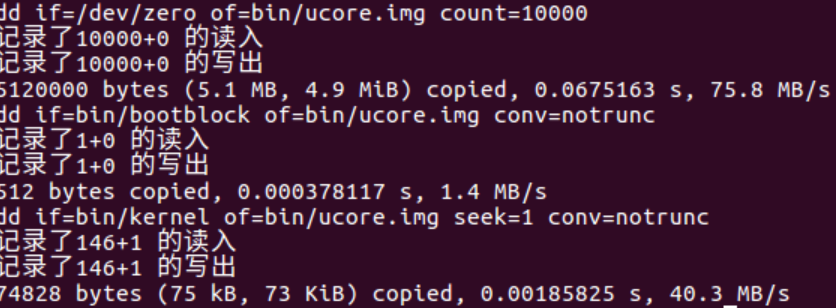 dd if=/dev/zero of=bin/ucore.img count=10000
记录了10000+0 的读入
记录了10000+0 的写出
5120000 bytes (5.1 MB, 4.9 MiB) copied, 0.0675163 s, 75.8 MB/s
dd if=bin/bootblock of=bin/ucore.img conv=notrunc
记录了1+0 的读入
记录了1+0 的写出
512 bytes copied, 0.000378117 s, 1.4 MB/s
dd if=bin/kernel of=bin/ucore.img seek=1 conv=notrunc
记录了146+1 的读入
记录了146+1 的写出
74828 bytes (75 kB, 73 KiB) copied, 0.00185825 s, 40.3 MB/s